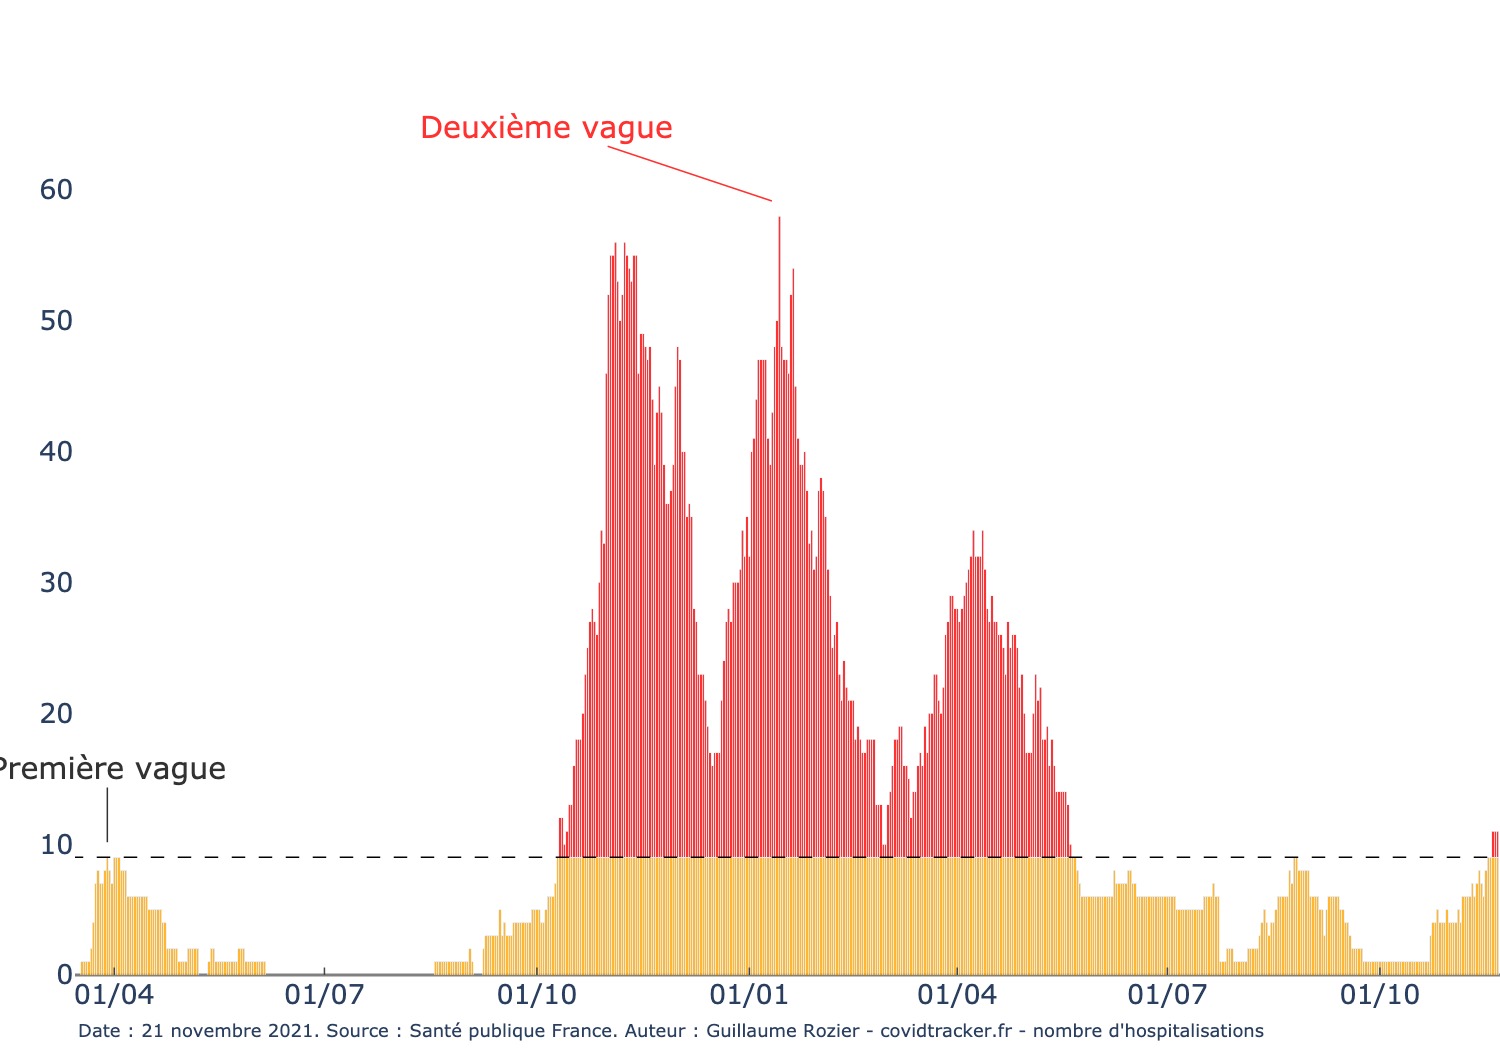 Deuxième vague
60
50
40
30
20
Première vague
10
0
01/04 01/07 01/10 01/01 01/04 01/07 01/10
Date : 21 novembre 2021. Source : Santé publique France. Auteur : Guillaume Rozier - covidtracker.fr - nombre d'hospitalisations